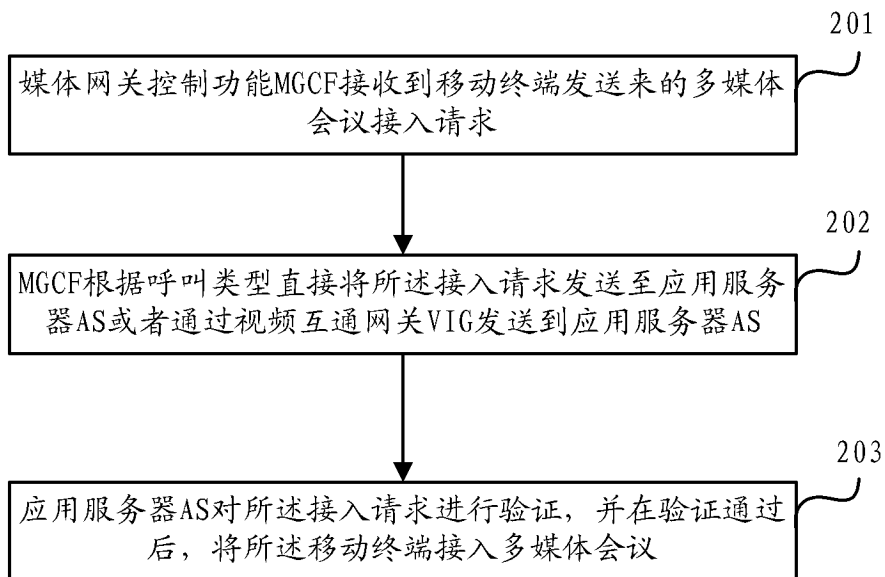 201
媒体网关控制功能MGCF接收到移动终端发送来的多媒体
会议接入请求
202
MGCF根据呼叫类型直接将所述接入请求发送至应用服务
器AS或者通过视频互通网关VIG发送到应用服务器AS
203
应用服务器AS对所述接入请求进行验证，并在验证通过
后，将所述移动终端接入多媒体会议